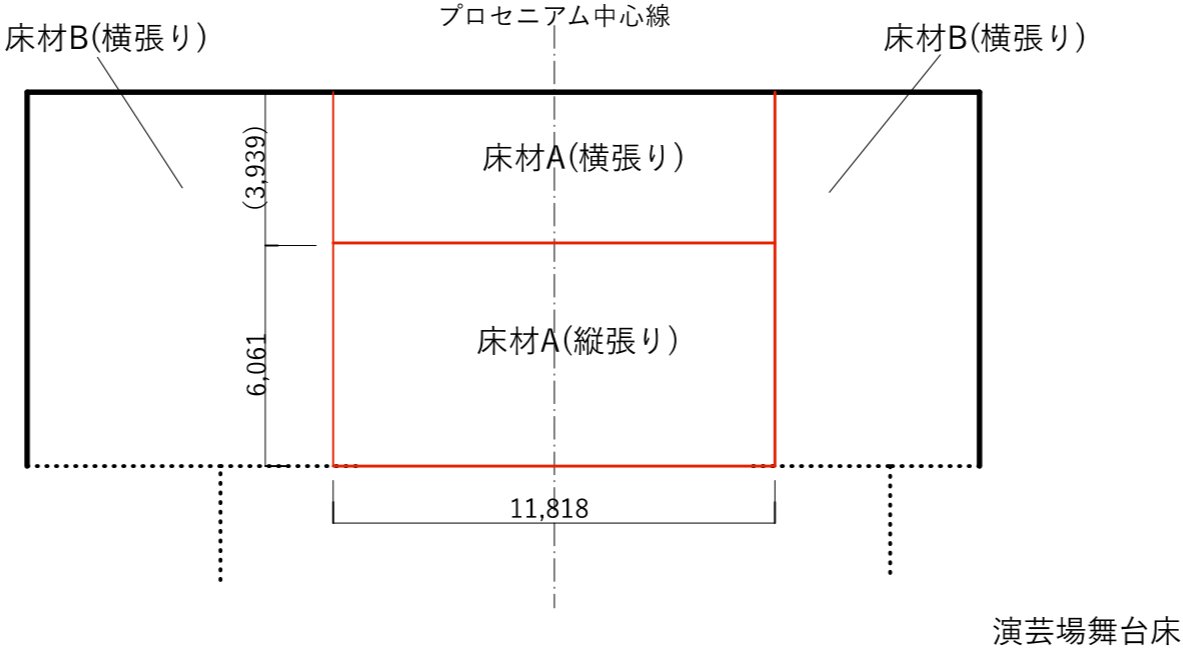 プロセニアム中心線
床材B(横張り)
床材B(横張り)
(3,939)
床材A(横張り)
6,061
床材A(縦張り)
11,818
演芸場舞台床